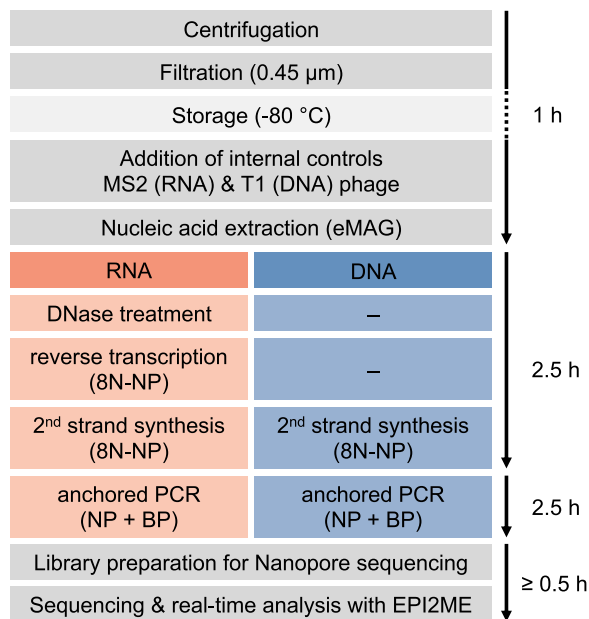 Centrifugation
Filtration (0.45 µm)
Storage (-80 °C)
1 h
Addition of internal controls
MS2 (RNA) & T1 (DNA) phage
Nucleic acid extraction (eMAG)
RNA
DNA
DNase treatment
–
reverse transcription
(8N-NP)
–
2.5 h
2nd strand synthesis
(8N-NP)
2nd strand synthesis
(8N-NP)
anchored PCR
(NP + BP)
anchored PCR
(NP + BP)
2.5 h
Library preparation for Nanopore sequencing
≥ 0.5 h
Sequencing & real-time analysis with EPI2ME